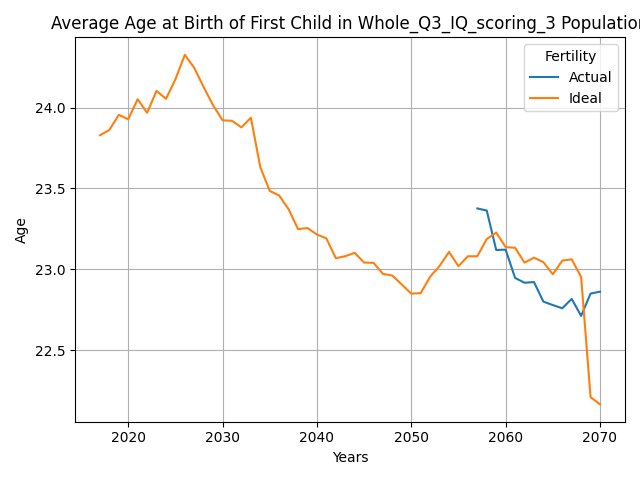 Average Age at Birth of First Child in Whole_Q3_IQ_scoring_3 Population
Fertility
Actual
Ideal
24.0
23.5
23.0
22.5
Age
2020 2030 2040 2050 2060 2070
Years